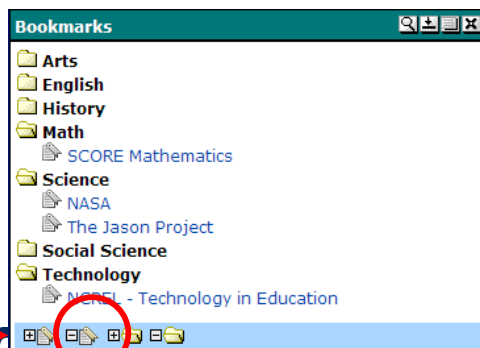 Bookmarks
Arts
English
History
Math
SCORE Mathematics
Science
NASA
The Jason Project
Social Science
Technology
NCREL - Technology in Education